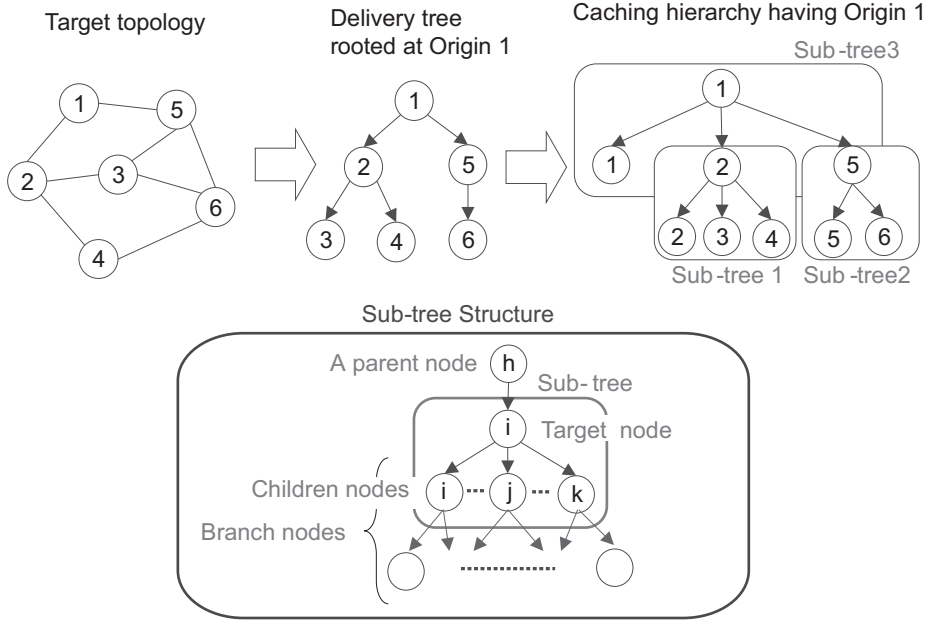 Target topology
Delivery tree
rooted at Origin 1
Caching hierarchy having Origin 1
Sub-tree3
1
5
2
3
6
4
1
2
5
3
4
6
1
1
2
5
2
3
4
5
6
Sub-tree 1
Sub-tree2
Sub-tree Structure
A parent node
h
Sub-tree
i
Target node
Children nodes
i
j
k
Branch nodes